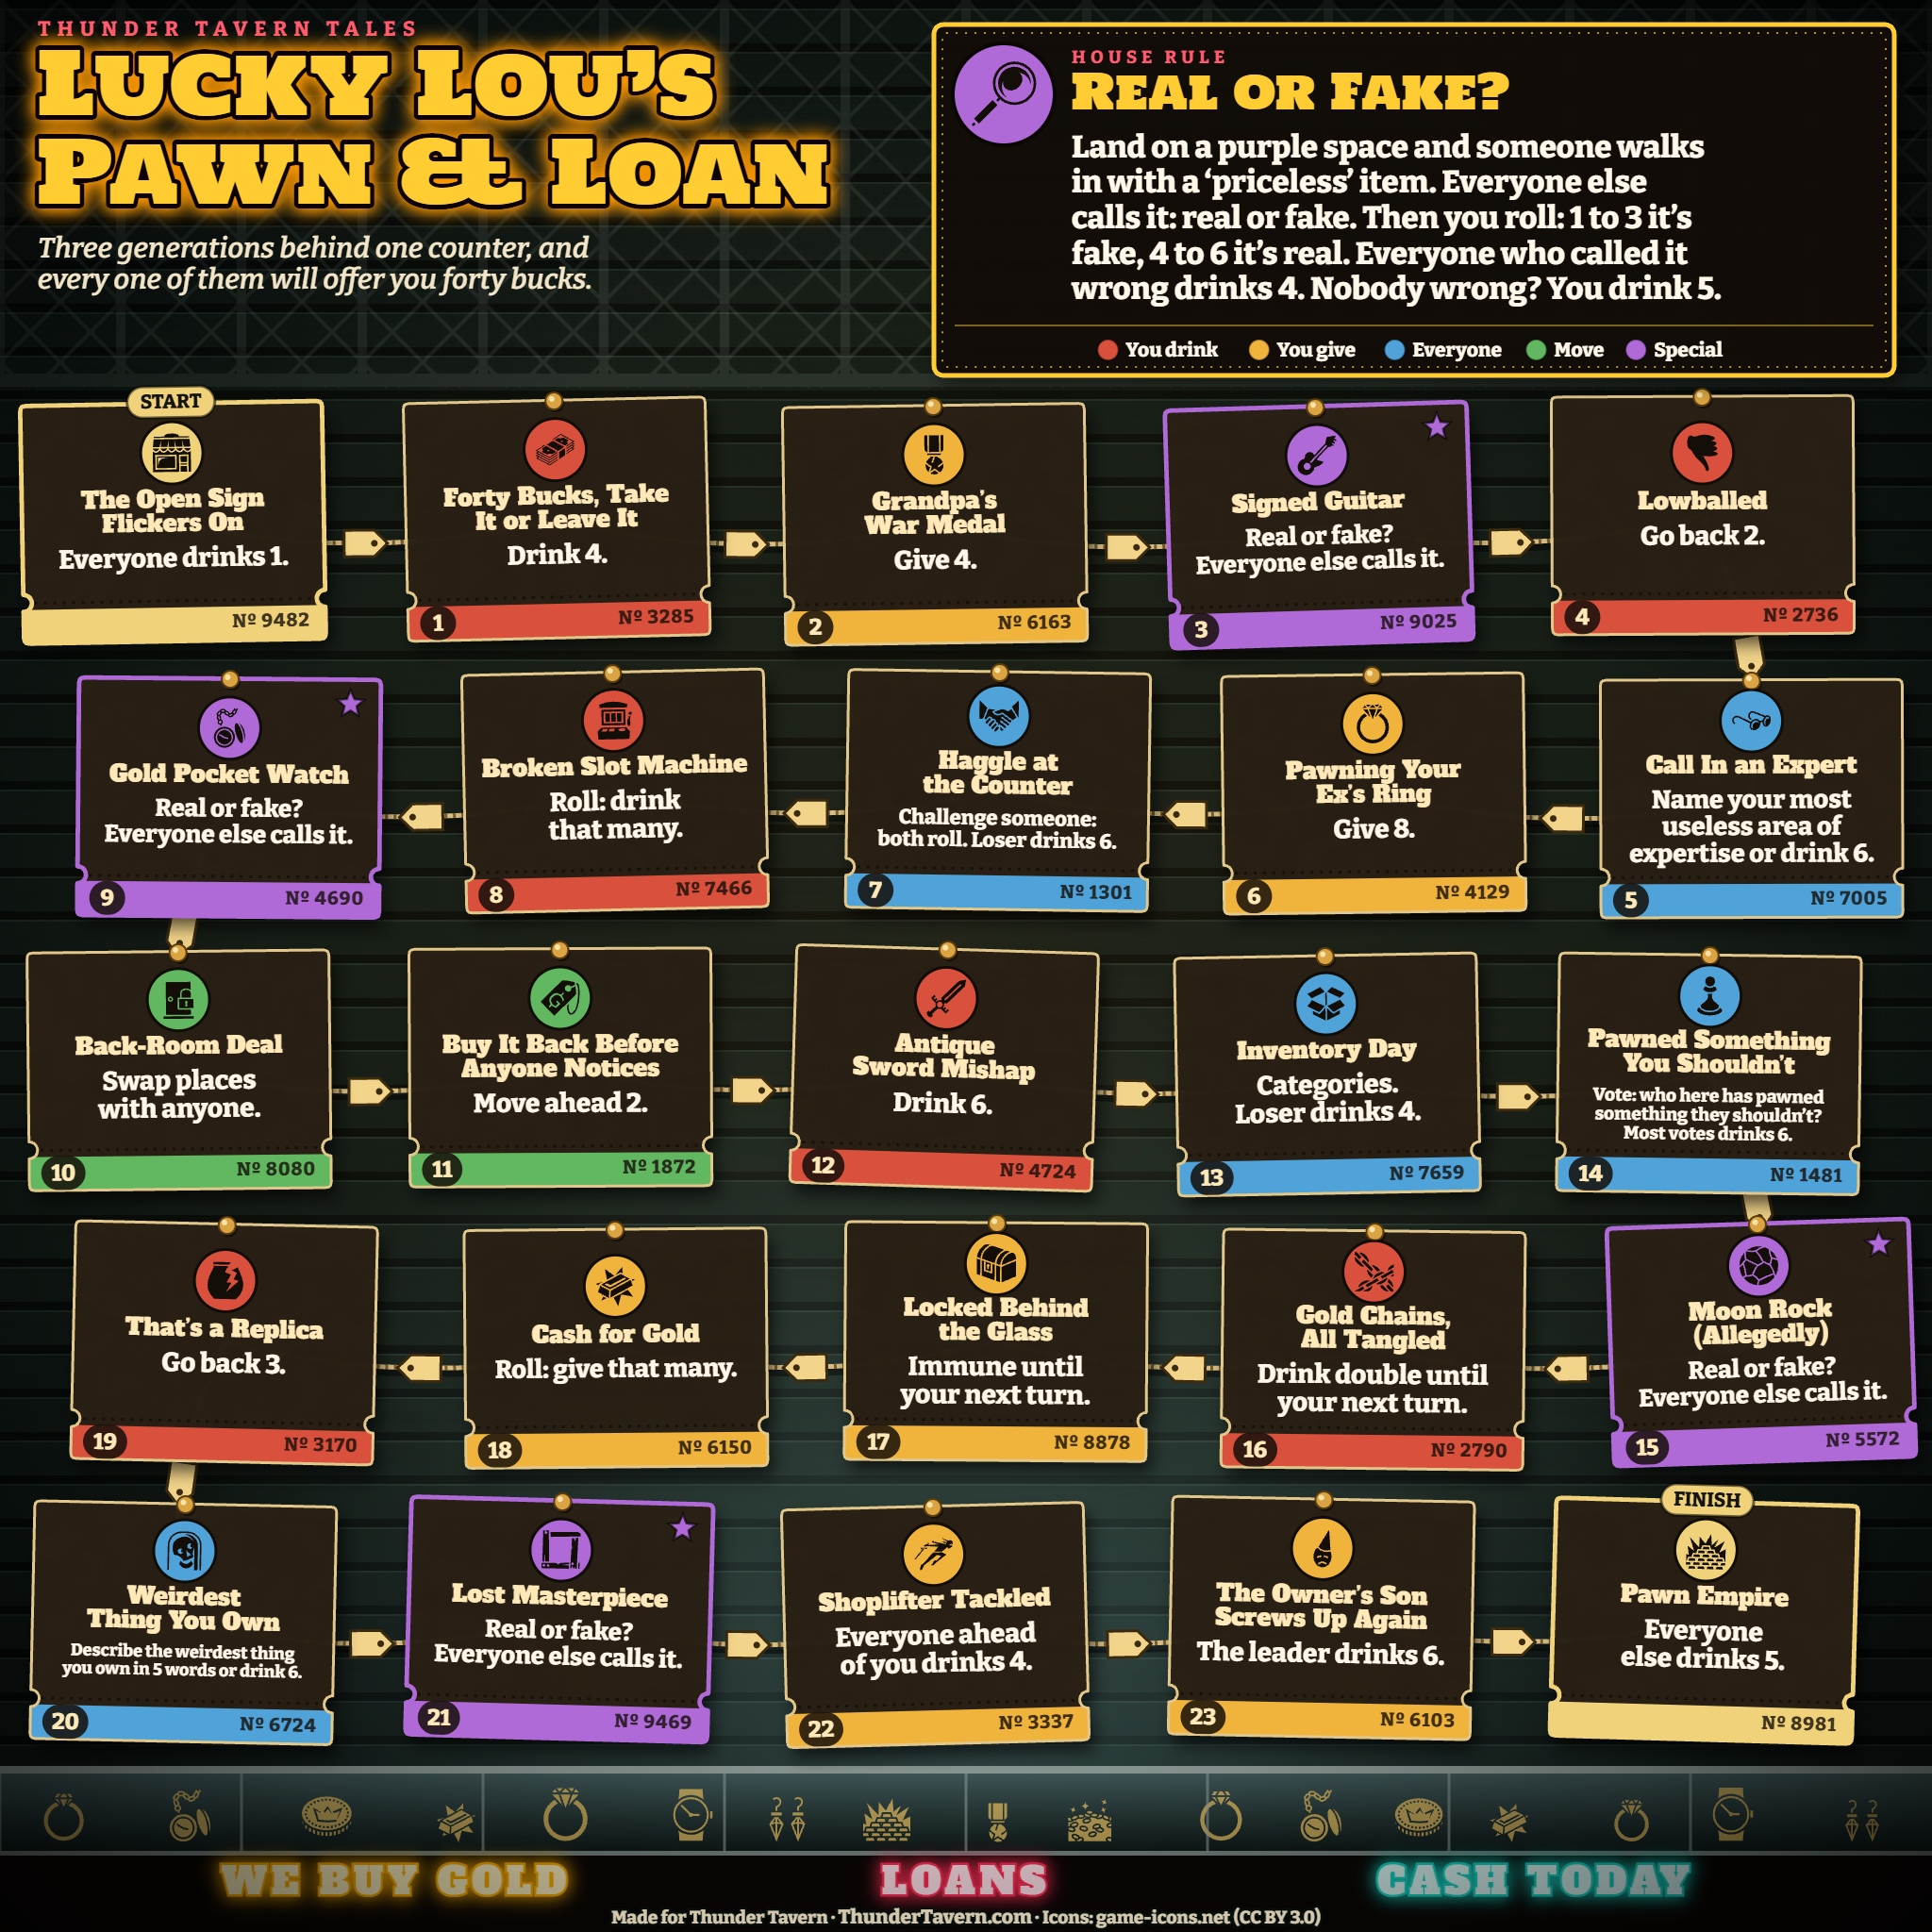 THUNDER TAVERN TALES
LUCKY LOU'S
PAWN & LOAN
Three generations behind one counter, and
every one of them will offer you forty bucks.
HOUSE RULE
REAL OR FAKE?
Land on a purple space and someone walks
in with a ‘priceless’ item. Everyone else
calls it: real or fake. Then you roll: 1 to 3 it's
fake, 4 to 6 it's real. Everyone who called it
wrong drinks 4. Nobody wrong? You drink 5.
You drink
You give
Everyone
Move
Special
START
The Open Sign
Flickers On
Everyone drinks 1.
Nº 9482
Forty Bucks, Take
It or Leave It
Drink 4.
1
Nº 3285
Grandpa's
War Medal
Give 4.
2
Nº 6163
Signed Guitar
Real or fake?
Everyone else calls it.
3
Nº 9025
Lowballed
Go back 2.
4
Nº 2736
Call In an Expert
Name your most
useless area of
expertise or drink 6.
5
Nº 7005
Pawning Your
Ex's Ring
Give 8.
6
Nº 4129
Haggle at
the Counter
Challenge someone:
both roll. Loser drinks 6.
7
Nº 1301
Broken Slot Machine
Roll: drink
that many.
8
Nº 7466
Gold Pocket Watch
Real or fake?
Everyone else calls it.
9
Nº 4690
Back-Room Deal
Swap places
with anyone.
10
Nº 8080
Buy It Back Before
Anyone Notices
Move ahead 2.
11
Nº 1872
Antique
Sword Mishap
Drink 6.
12
Nº 4724
Inventory Day
Categories.
Loser drinks 4.
13
Nº 7659
Pawned Something
You Shouldn't
Vote: who here has pawned
something they shouldn't?
Most votes drinks 6.
14
Nº 1481
Moon Rock
(Allegedly)
Real or fake?
Everyone else calls it.
15
Nº 5572
Gold Chains,
All Tangled
Drink double until
your next turn.
16
Nº 2790
Locked Behind
the Glass
Immune until
your next turn.
17
Nº 8878
Cash for Gold
Roll: give that many.
18
Nº 6150
That's a Replica
Go back 3.
19
Nº 3170
Weirdest
Thing You Own
Describe the weirdest thing
you own in 5 words or drink 6.
20
Nº 6724
Lost Masterpiece
Real or fake?
Everyone else calls it.
21
Nº 9469
Shoplifter Tackled
Everyone ahead
of you drinks 4.
22
Nº 3337
The Owner's Son
Screws Up Again
The leader drinks 6.
23
Nº 6103
FINISH
Pawn Empire
Everyone
else drinks 5.
Nº 8981
WE BUY GOLD
LOANS
CASH TODAY
Made for Thunder Tavern · ThunderTavern.com · Icons: game-icons.net (CC BY 3.0)